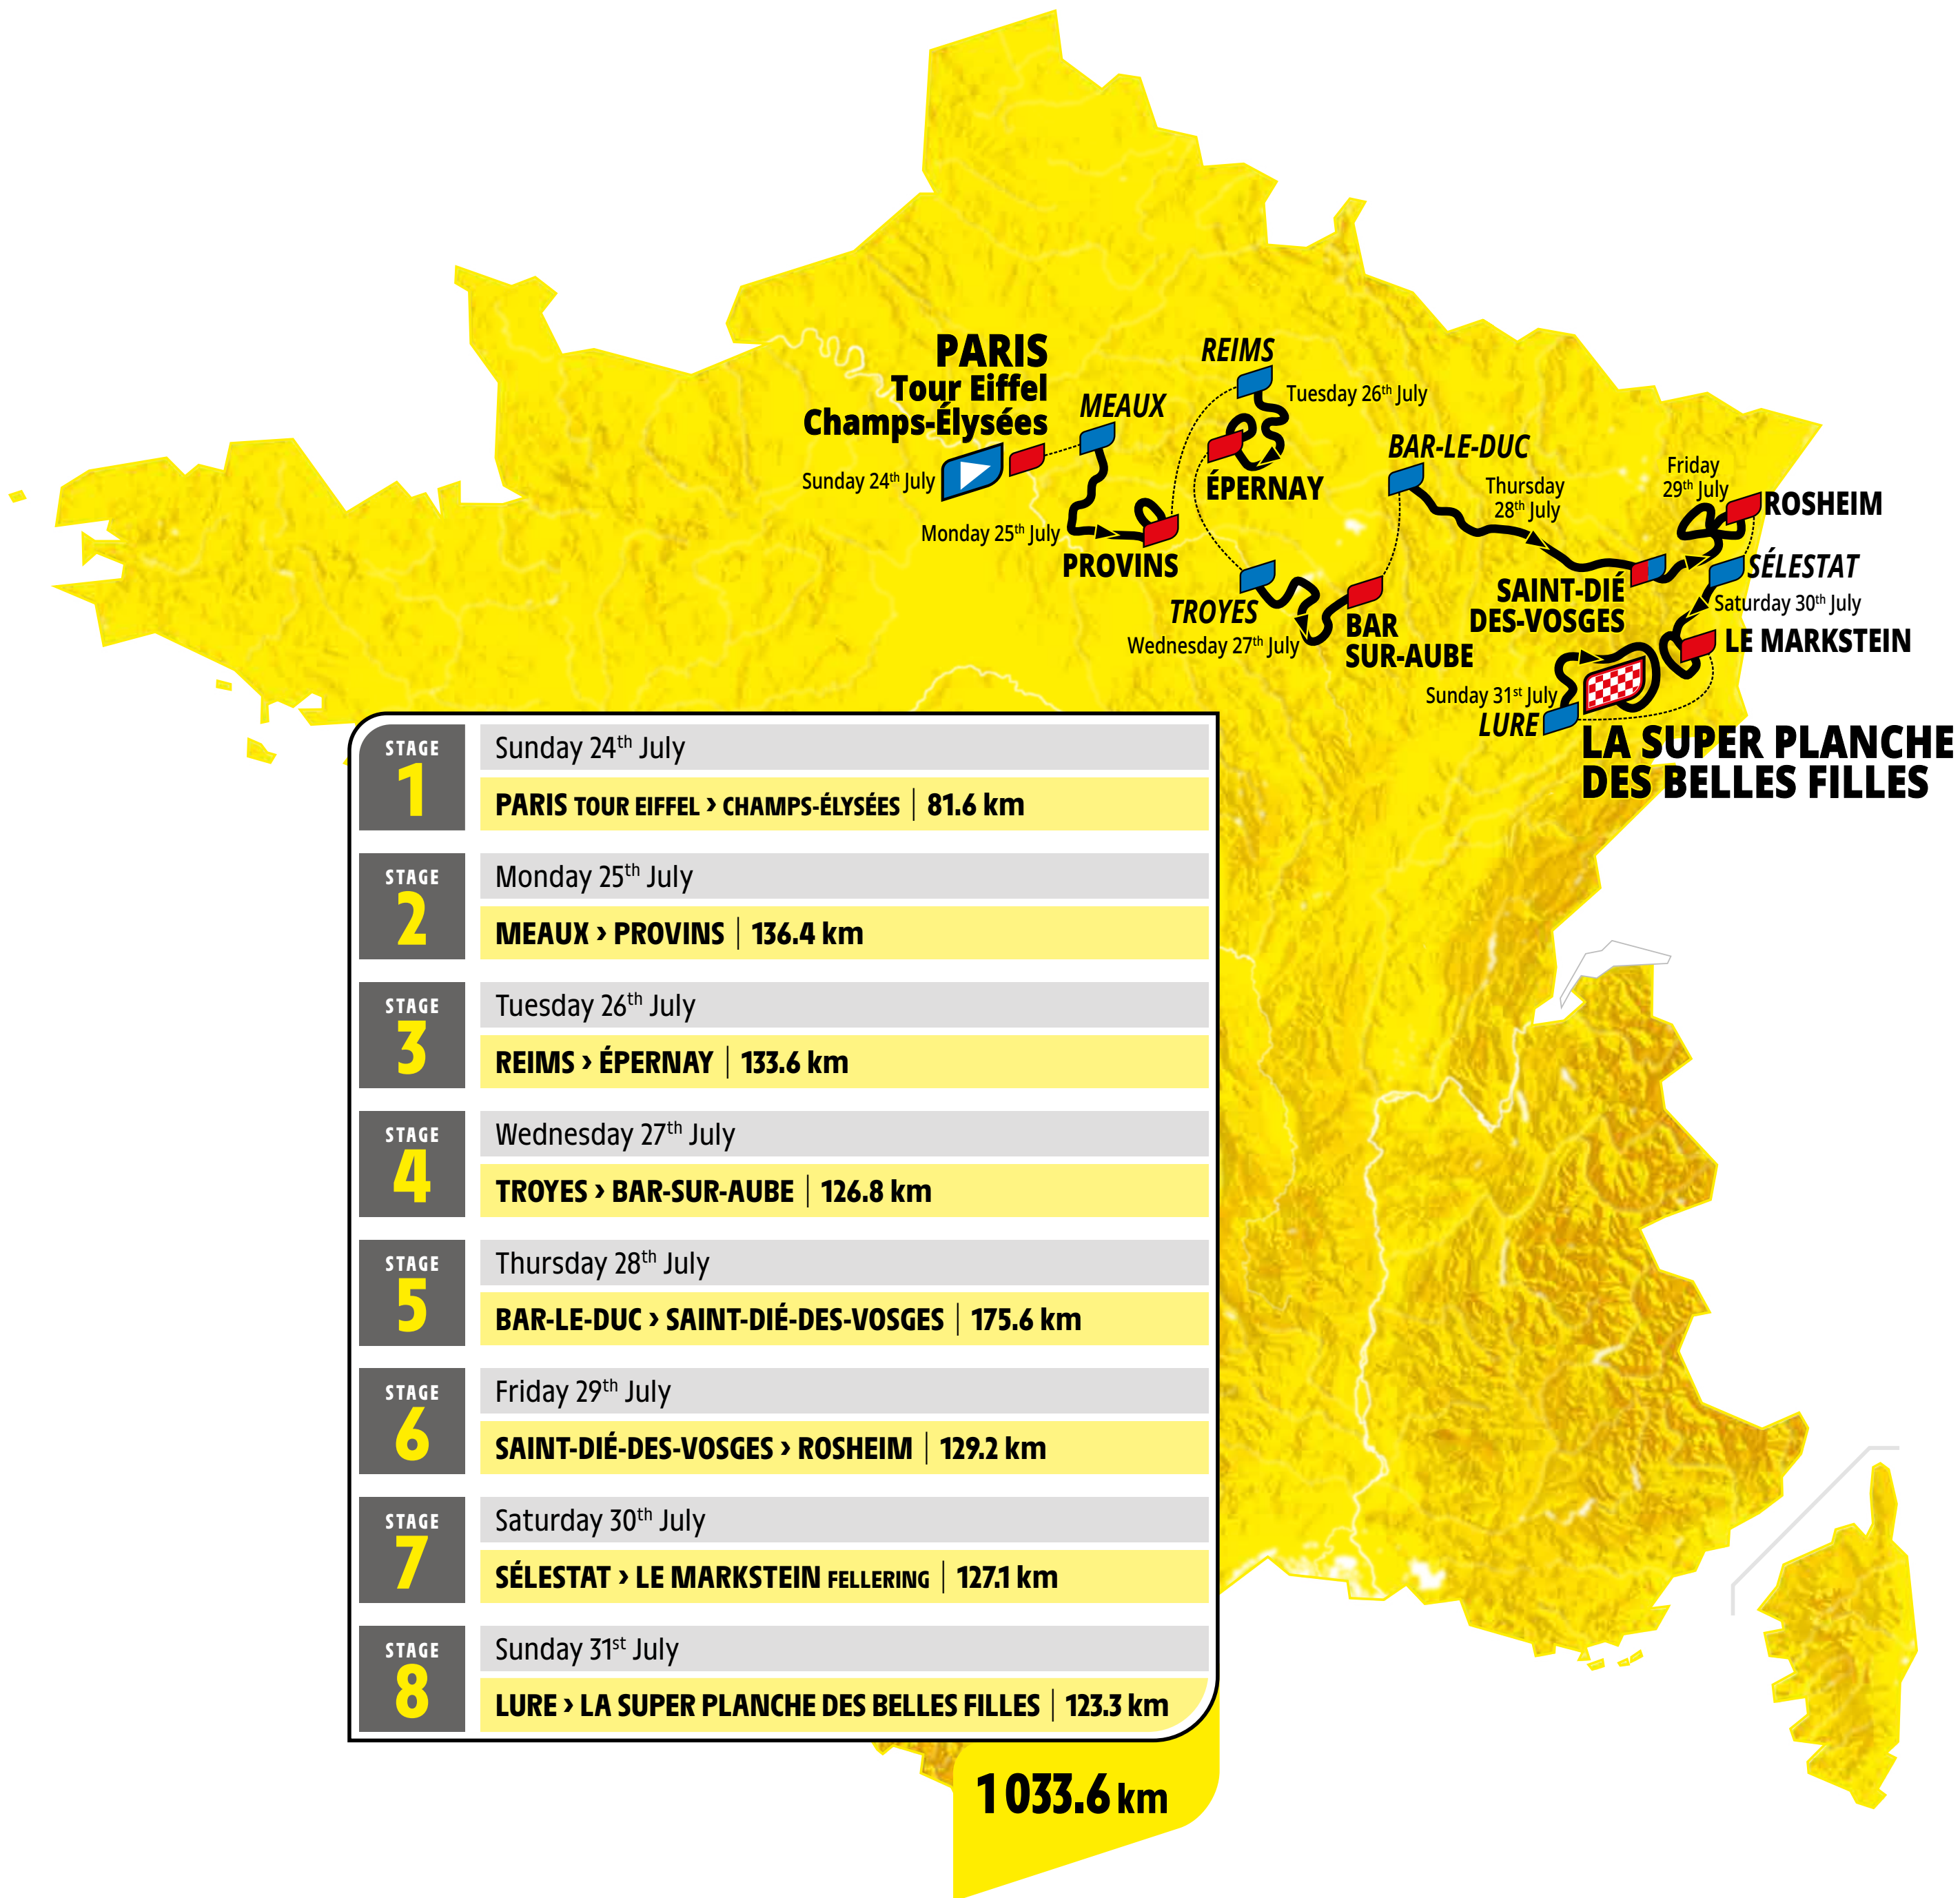 PARIS
Tour Eiffel
Champs-Élysées
Sunday 24th July
MEAUX
Monday 25th July
PROVINS
REIMS
Tuesday 26th July
ÉPERNAY
TROYES
Wednesday 27th July
BAR
SUR-AUBE
BAR-LE-DUC
Thursday
28th July
SAINT-DIÉ
DES-VOSGES
Friday
29th July
ROSHEIM
SÉLESTAT
Saturday 30th July
LE MARKSTEIN
Sunday 31st July
LURE
LA SUPER PLANCHE
DES BELLES FILLES
STAGE
1
Sunday 24th July
PARIS TOUR EIFFEL › CHAMPS-ÉLYSÉES | 81.6 km
STAGE
2
Monday 25th July
MEAUX › PROVINS | 136.4 km
STAGE
3
Tuesday 26th July
REIMS › ÉPERNAY | 133.6 km
STAGE
4
Wednesday 27th July
TROYES › BAR-SUR-AUBE | 126.8 km
STAGE
5
Thursday 28th July
BAR-LE-DUC › SAINT-DIÉ-DES-VOSGES | 175.6 km
STAGE
6
Friday 29th July
SAINT-DIÉ-DES-VOSGES › ROSHEIM | 129.2 km
STAGE
7
Saturday 30th July
SÉLESTAT › LE MARKSTEIN FELLERING | 127.1 km
STAGE
8
Sunday 31st July
LURE › LA SUPER PLANCHE DES BELLES FILLES | 123.3 km
1 033.6 km